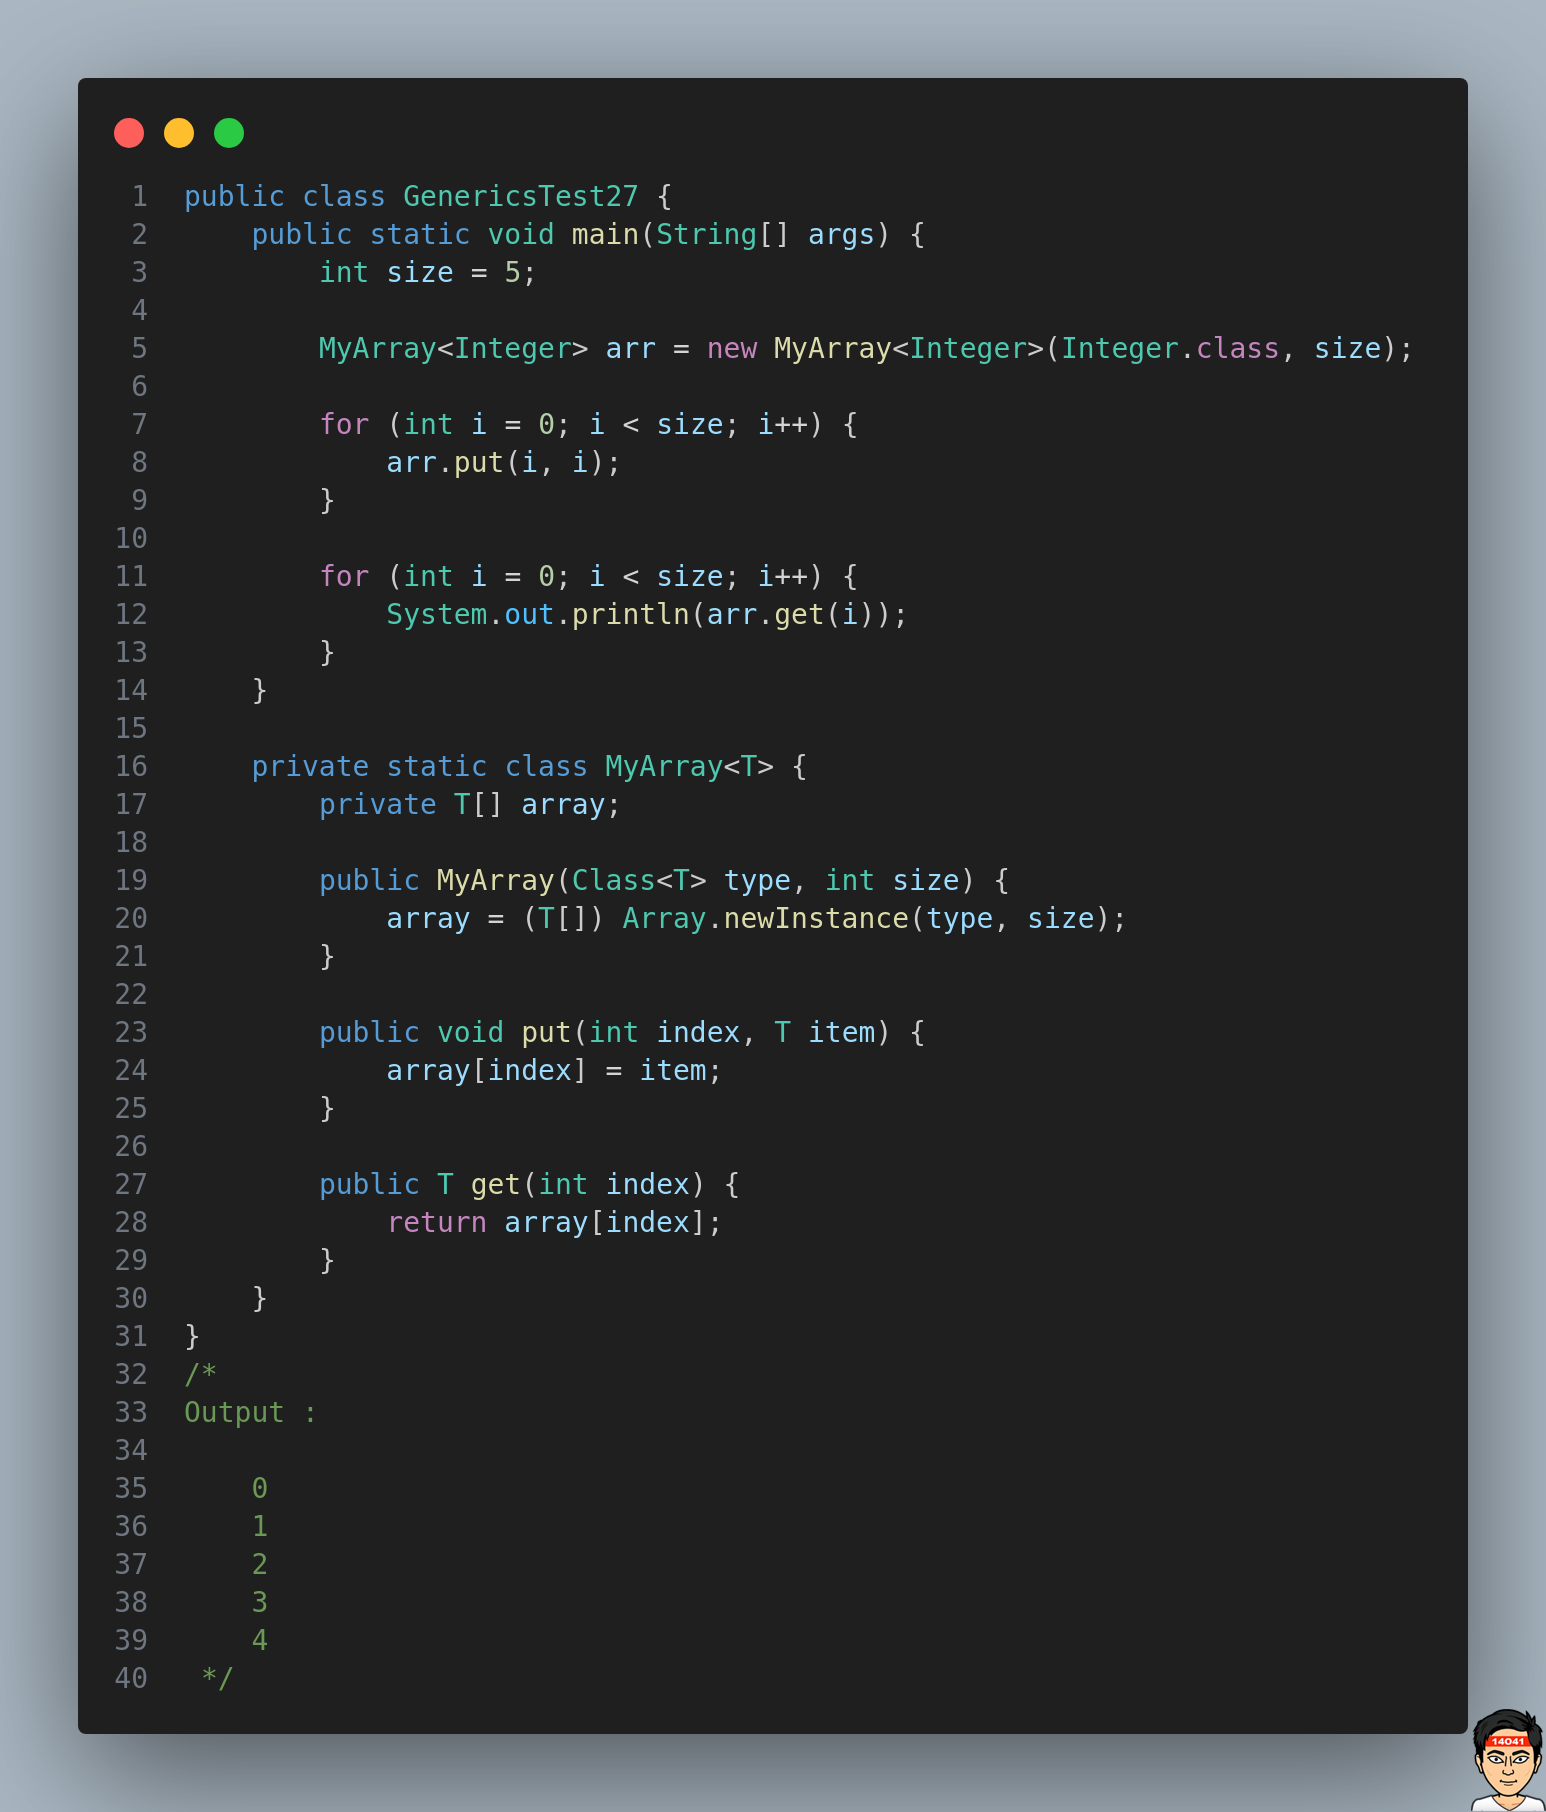 1 public class GenericsTest27 {
2     public static void main(String[] args) {
3         int size = 5;
4
5         MyArray<Integer> arr = new MyArray<Integer>(Integer.class, size);
6
7         for (int i = 0; i < size; i++) {
8             arr.put(i, i);
9         }
10
11         for (int i = 0; i < size; i++) {
12             System.out.println(arr.get(i));
13         }
14     }
15
16     private static class MyArray<T> {
17         private T[] array;
18
19         public MyArray(Class<T> type, int size) {
20             array = (T[]) Array.newInstance(type, size);
21         }
22
23         public void put(int index, T item) {
24             array[index] = item;
25         }
26
27         public T get(int index) {
28             return array[index];
29         }
30     }
31 }
32 /*
33 Output :
34
35     0
36     1
37     2
38     3
39     4
40  */
14041